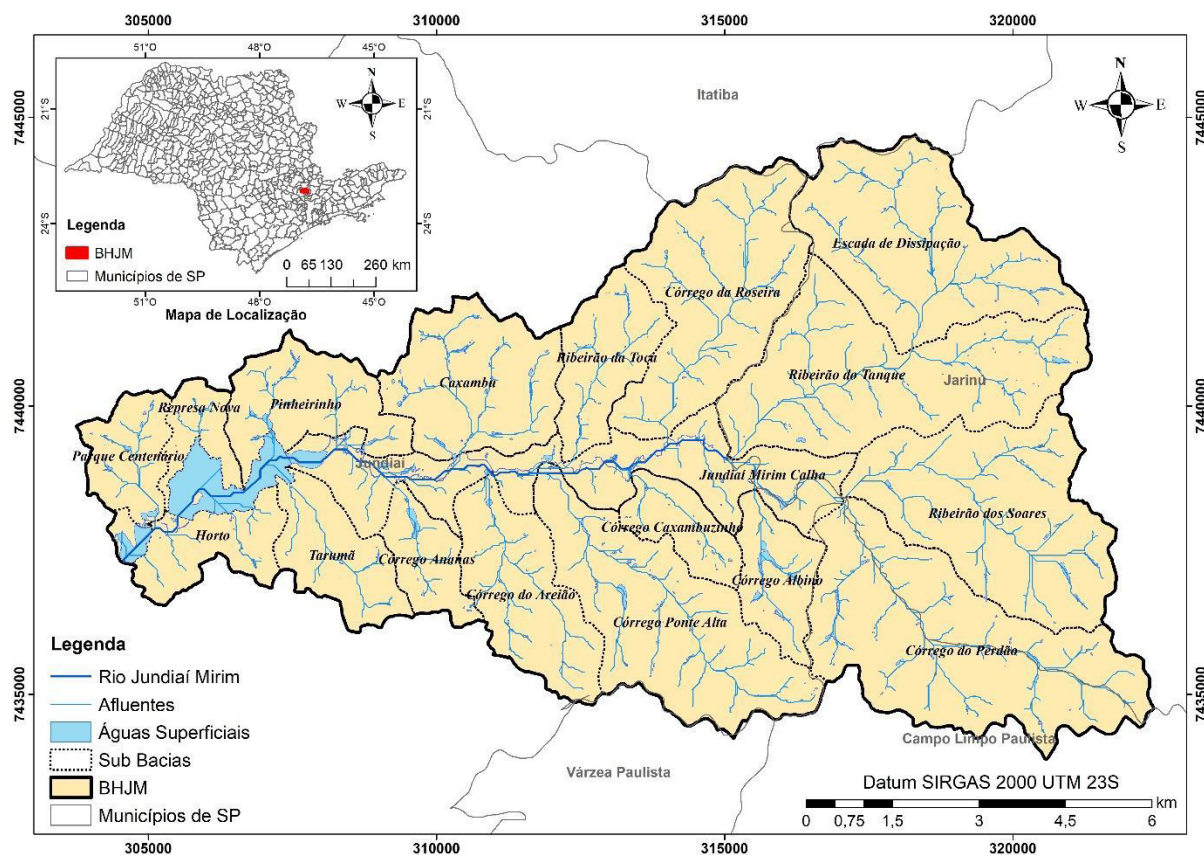 305000
310000
315000
320000
7445000
7440000
7435000
7445000
7440000
7435000
305000
310000
315000
320000
51°O
48°O
45°O
21°S
24°S
21°S
24°S
51°O
48°O
45°O
N
W E
S
Legenda
BHJM
Municípios de SP
0 65 130 260 km
Mapa de Localização
N
W E
S
Itatiba
Escada de Dissipação
Córrego da Roseira
Ribeirão da Toca
Caxambu
Ribeirão do Tanque
Jarinu
Represa Nova
Pinheirinho
Parque Centenário
Jundiaí
Jundiaí Mirim Calha
Ribeirão dos Soares
Córrego Caxambuzinho
Horto
Tarumã
Córrego Ananas
Córrego Albino
Córrego do Areião
Córrego Ponte Alta
Córrego do Perdão
Campo Limpo Paulista
Várzea Paulista
Legenda
Rio Jundiaí Mirim
Afluentes
Águas Superficiais
Sub Bacias
BHJM
Municípios de SP
Datum SIRGAS 2000 UTM 23S
km
0 0,75 1,5 3 4,5 6